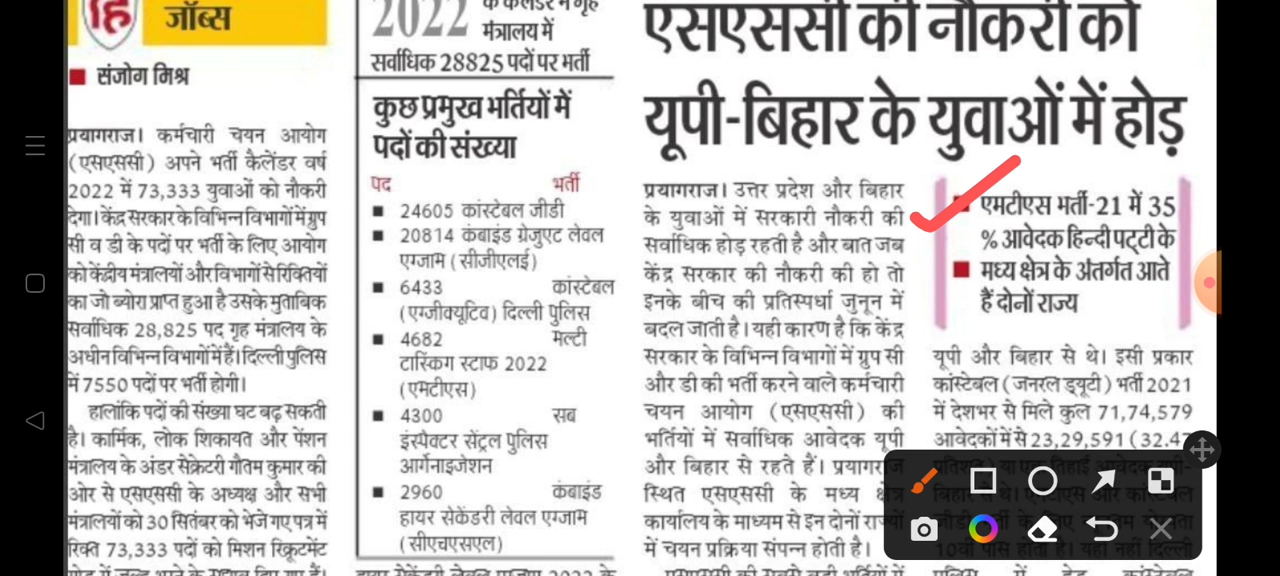 हि
जॉब्स
संजोग मिश्र
प्रयागराज। कर्मचारी चयन आयोग
(एसएससी) अपने भर्ती कैलेंडर वर्ष
2022 में 73,333 युवाओं को नौकरी
देगा। केंद्र सरकार के विभिन्न विभागों में ग्रुप
सी व डी के पदों पर भर्ती के लिए आयोग
को केंद्रीय मंत्रालयों और विभागों से रिक्तियों
का जो ब्योरा प्राप्त हुआ है उसके मुताबिक
सर्वाधिक 28,825 पद गृह मंत्रालय के
अधीन विभिन्न विभागों में हैं। दिल्ली पुलिस
में 7550 पदों पर भर्ती होगी।
हालांकि पदों की संख्या घट बढ़ सकती
है। कार्मिक, लोक शिकायत और पेंशन
मंत्रालय के अंडर सेक्रेटरी गौतम कुमार की
ओर से एसएससी के अध्यक्ष और सभी
मंत्रालयों को 30 सितंबर को भेजे गए पत्र में
रिक्त 73,333 पदों को मिशन रिक्रूटमेंट
2022
के कैलेंडर में गृह
मंत्रालय में
सर्वाधिक 28825 पदों पर भर्ती
कुछ प्रमुख भर्तियों में
पदों की संख्या
पद भर्ती
24605 कांस्टेबल जीडी
20814 कंबाइंड ग्रेजुएट लेवल
एग्जाम (सीजीएलई)
6433 कांस्टेबल
(एग्जीक्यूटिव) दिल्ली पुलिस
4682 मल्टी
टास्किंग स्टाफ 2022
(एमटीएस)
4300 सब
इंस्पैक्टर सेंट्रल पुलिस
आर्गेनाइजेशन
2960 कंबाइंड
हायर सेकेंडरी लेवल एग्जाम
(सीएचएसएल)
एसएससी की नौकरी को
यूपी-बिहार के युवाओं में होड़
प्रयागराज। उत्तर प्रदेश और बिहार
के युवाओं में सरकारी नौकरी की
सर्वाधिक होड़ रहती है और बात जब
केंद्र सरकार की नौकरी की हो तो
इनके बीच की प्रतिस्पर्धा जुनून में
बदल जाती है। यही कारण है कि केंद्र
सरकार के विभिन्न विभागों में ग्रुप सी
और डी की भर्ती करने वाले कर्मचारी
चयन आयोग (एसएससी) की
भर्तियों में सर्वाधिक आवेदक यूपी
और बिहार से रहते हैं। प्रयागराज
स्थित एसएससी के मध्य क्षेत्र
कार्यालय के माध्यम से इन दोनों राज्यों
में चयन प्रक्रिया संपन्न होती है।
एमटीएस भर्ती-21 में 35
% आवेदक हिन्दी पट्टी के
मध्य क्षेत्र के अंतर्गत आते
हैं दोनों राज्य
यूपी और बिहार से थे। इसी प्रकार
कांस्टेबल (जनरल ड्यूटी) भर्ती 2021
में देशभर से मिले कुल 71,74,579
आवेदकों में से 23,29,591 (32.47